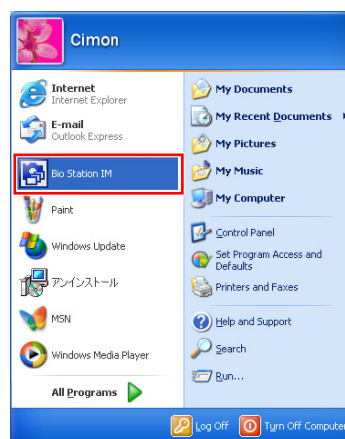 Cimon
Internet
Internet Explorer
E-mail
Outlook Express
Bio Station IM
Paint
Windows Update
アンインストール
MSN
Windows Media Player
All Programs
My Documents
My Recent Documents
My Pictures
My Music
My Computer
Control Panel
Set Program Access and
Defaults
Printers and Faxes
Help and Support
Search
Run...
Log Off
Turn Off Computer